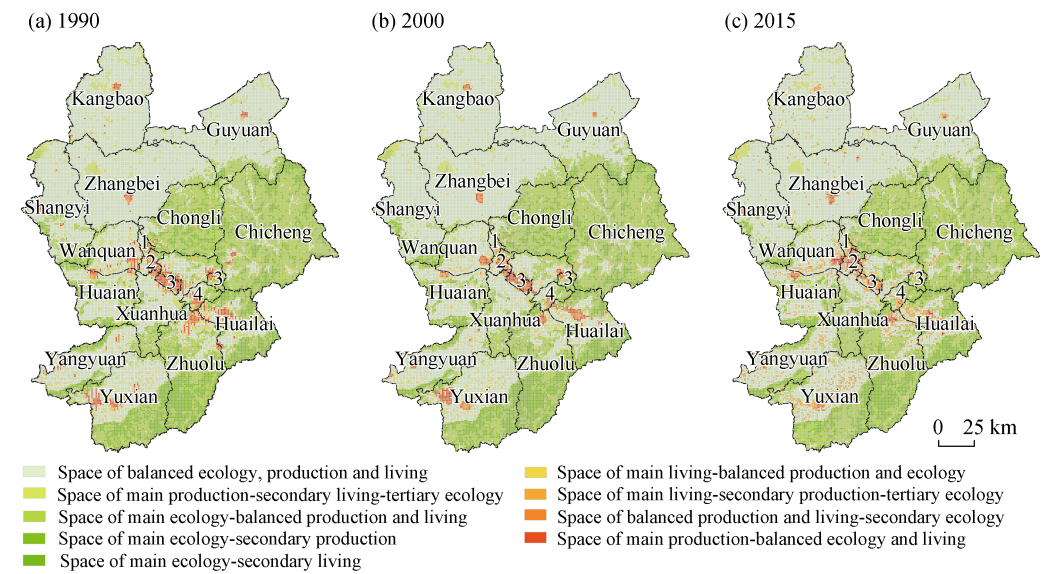 (a) 1990
(b) 2000
(c) 2015
Kangbao
Guyuan
Zhangbei
Shangyi
Chongli
Chicheng
Wanquan
1
2
3
3
4
Huaian
Xuanhua
Huailai
Yangyuan
Zhuolu
Yuxian
Kangbao
Guyuan
Zhangbei
Shangyi
Chongli
Chicheng
Wanquan
1
2
3
3
4
Huaian
Xuanhua
Huailai
Yangyuan
Zhuolu
Yuxian
Kangbao
Guyuan
Zhangbei
Shangyi
Chongli
Chicheng
Wanquan
1
2
3
3
4
Huaian
Xuanhua
Huailai
Yangyuan
Zhuolu
Yuxian
0 25 km
Space of balanced ecology, production and living
Space of main production-secondary living-tertiary ecology
Space of main ecology-balanced production and living
Space of main ecology-secondary production
Space of main ecology-secondary living
Space of main living-balanced production and ecology
Space of main living-secondary production-tertiary ecology
Space of balanced production and living-secondary ecology
Space of main production-balanced ecology and living